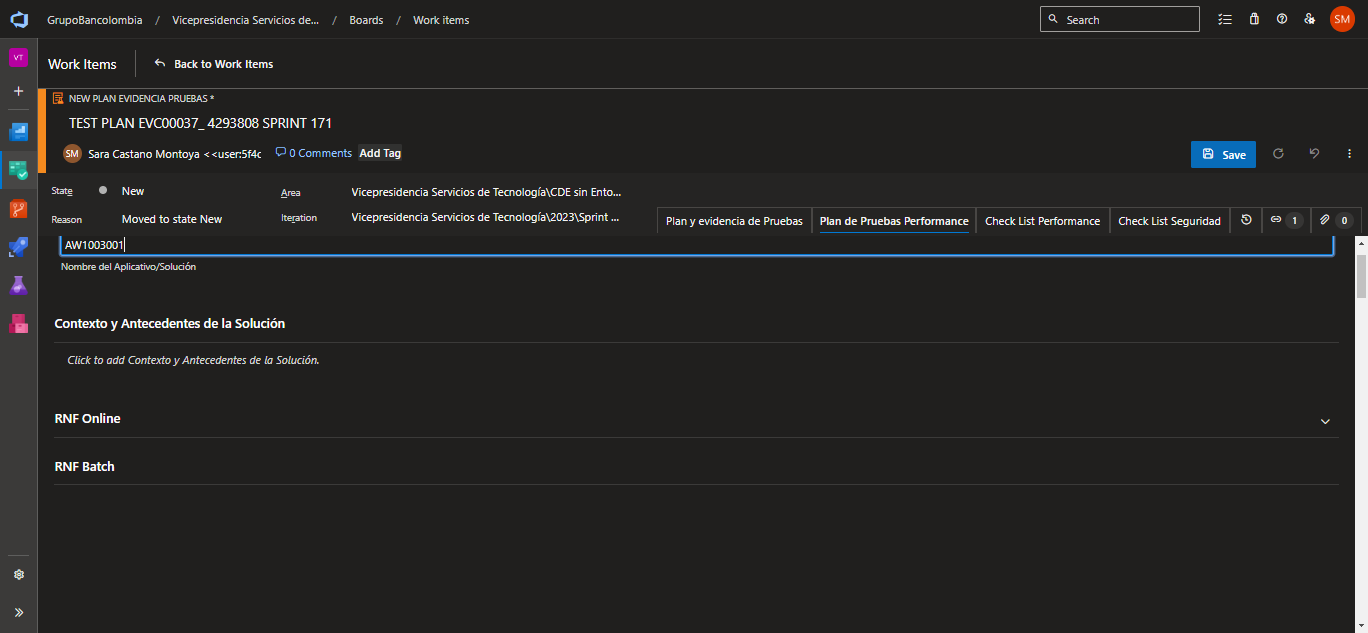 GrupoBancolombia / Vicepresidencia Servicios de... / Boards / Work items
Search
SM
VT
Work Items
Back to Work Items
NEW PLAN EVIDENCIA PRUEBAS *
TEST PLAN EVC00037_ 4293808 SPRINT 171
SM Sara Castano Montoya <<user:5f4c
0 Comments
Add Tag
Save
State
New
Area
Vicepresidencia Servicios de Tecnología\CDE sin Ento...
Reason
Moved to state New
Iteration
Vicepresidencia Servicios de Tecnología\2023\Sprint ...
Plan y evidencia de Pruebas
Plan de Pruebas Performance
Check List Performance
Check List Seguridad
1
0
AW1003001
Nombre del Aplicativo/Solución
Contexto y Antecedentes de la Solución
Click to add Contexto y Antecedentes de la Solución.
RNF Online
RNF Batch